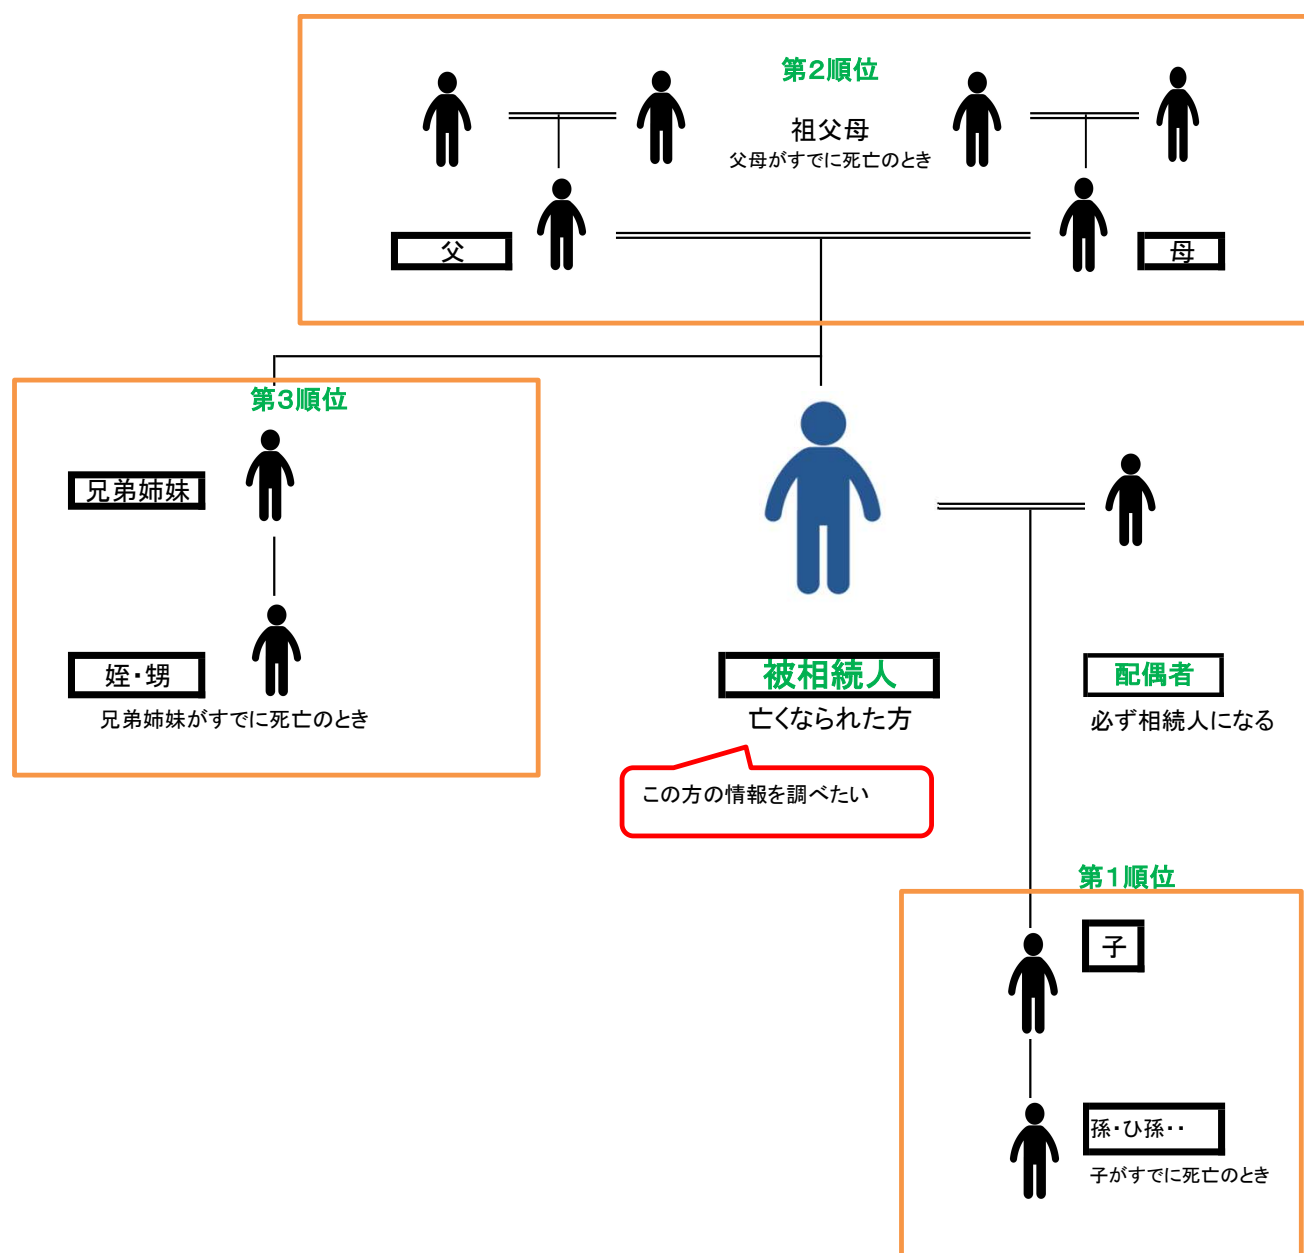 第2順位
祖父母
父母がすでに死亡のとき
父
母
第3順位
兄弟姉妹
姪・甥
兄弟姉妹がすでに死亡のとき
被相続人
亡くなられた方
配偶者
必ず相続人になる
この方の情報を調べたい
第1順位
子
孫・ひ孫・・
子がすでに死亡のとき